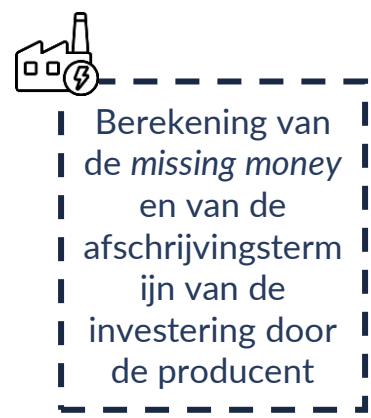 Berekening van
de missing money
en van de
afschrijvingsterm
ijn van de
investering door
de producent